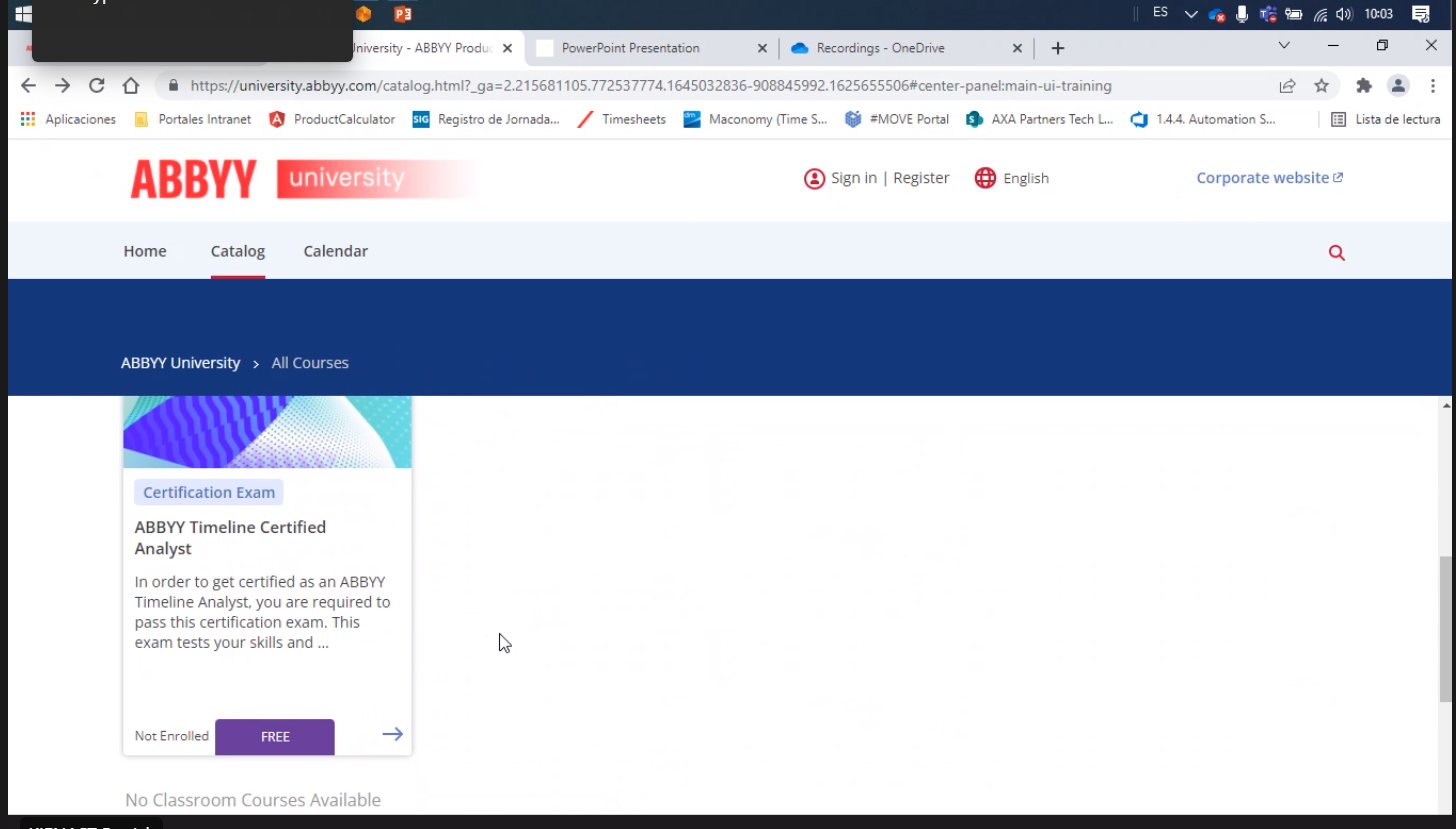 ES
10:03
University - ABBYY Produc
PowerPoint Presentation
Recordings - OneDrive
https://university.abbyy.com/catalog.html?_ga=2.215681105.772537774.1645032836-908845992.1625655506#center-panel:main-ui-training
Aplicaciones
Portales Intranet
ProductCalculator
SIG Registro de Jornada...
Timesheets
dm Maconomy (Time S...
#MOVE Portal
AXA Partners Tech L...
1.4.4. Automation S...
Lista de lectura
ABBYY university
Sign in | Register
English
Corporate website
Home
Catalog
Calendar
ABBYY University > All Courses
Certification Exam
ABBYY Timeline Certified
Analyst
In order to get certified as an ABBYY
Timeline Analyst, you are required to
pass this certification exam. This
exam tests your skills and ...
Not Enrolled
FREE
No Classroom Courses Available